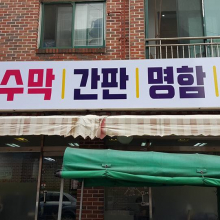 수막 | 간판 | 명함 |